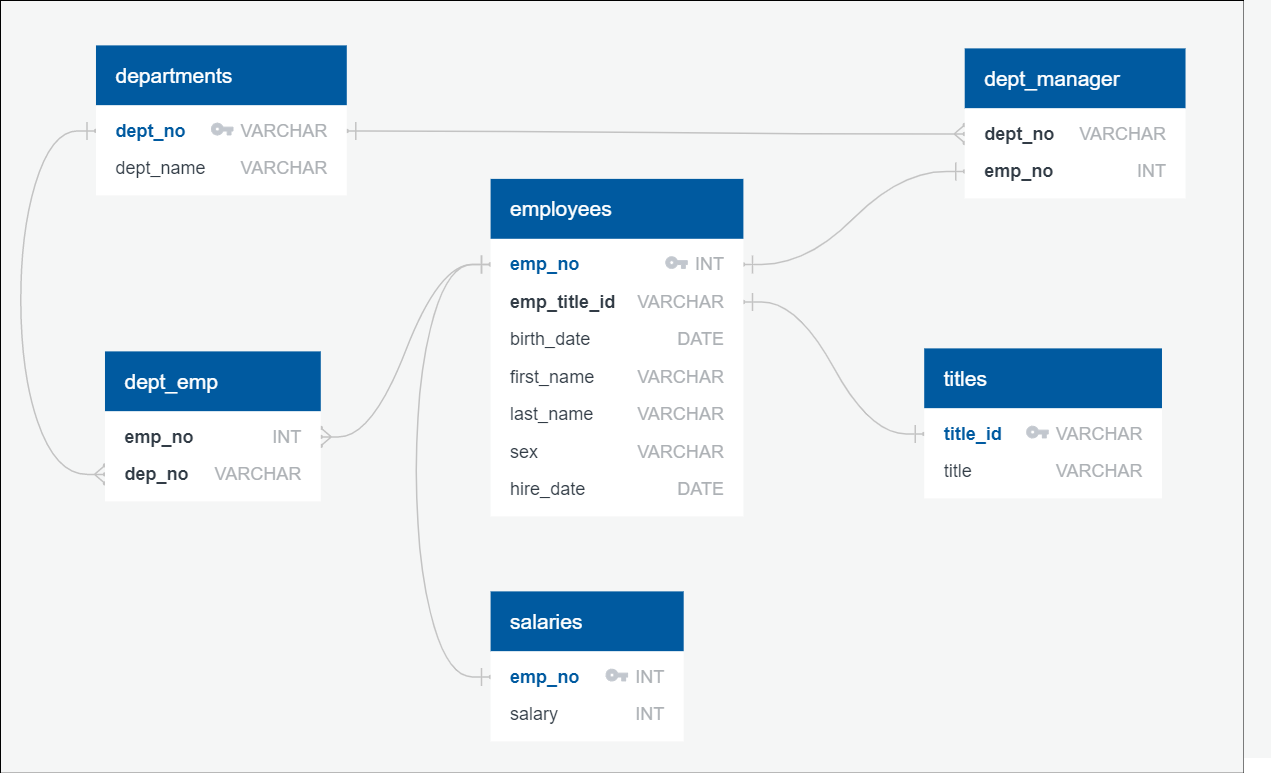 departments
dept_no VARCHAR
dept_name VARCHAR
dept_manager
dept_no VARCHAR
emp_no INT
employees
emp_no INT
emp_title_id VARCHAR
birth_date DATE
first_name VARCHAR
last_name VARCHAR
sex VARCHAR
hire_date DATE
dept_emp
emp_no INT
dep_no VARCHAR
titles
title_id VARCHAR
title VARCHAR
salaries
emp_no INT
salary INT